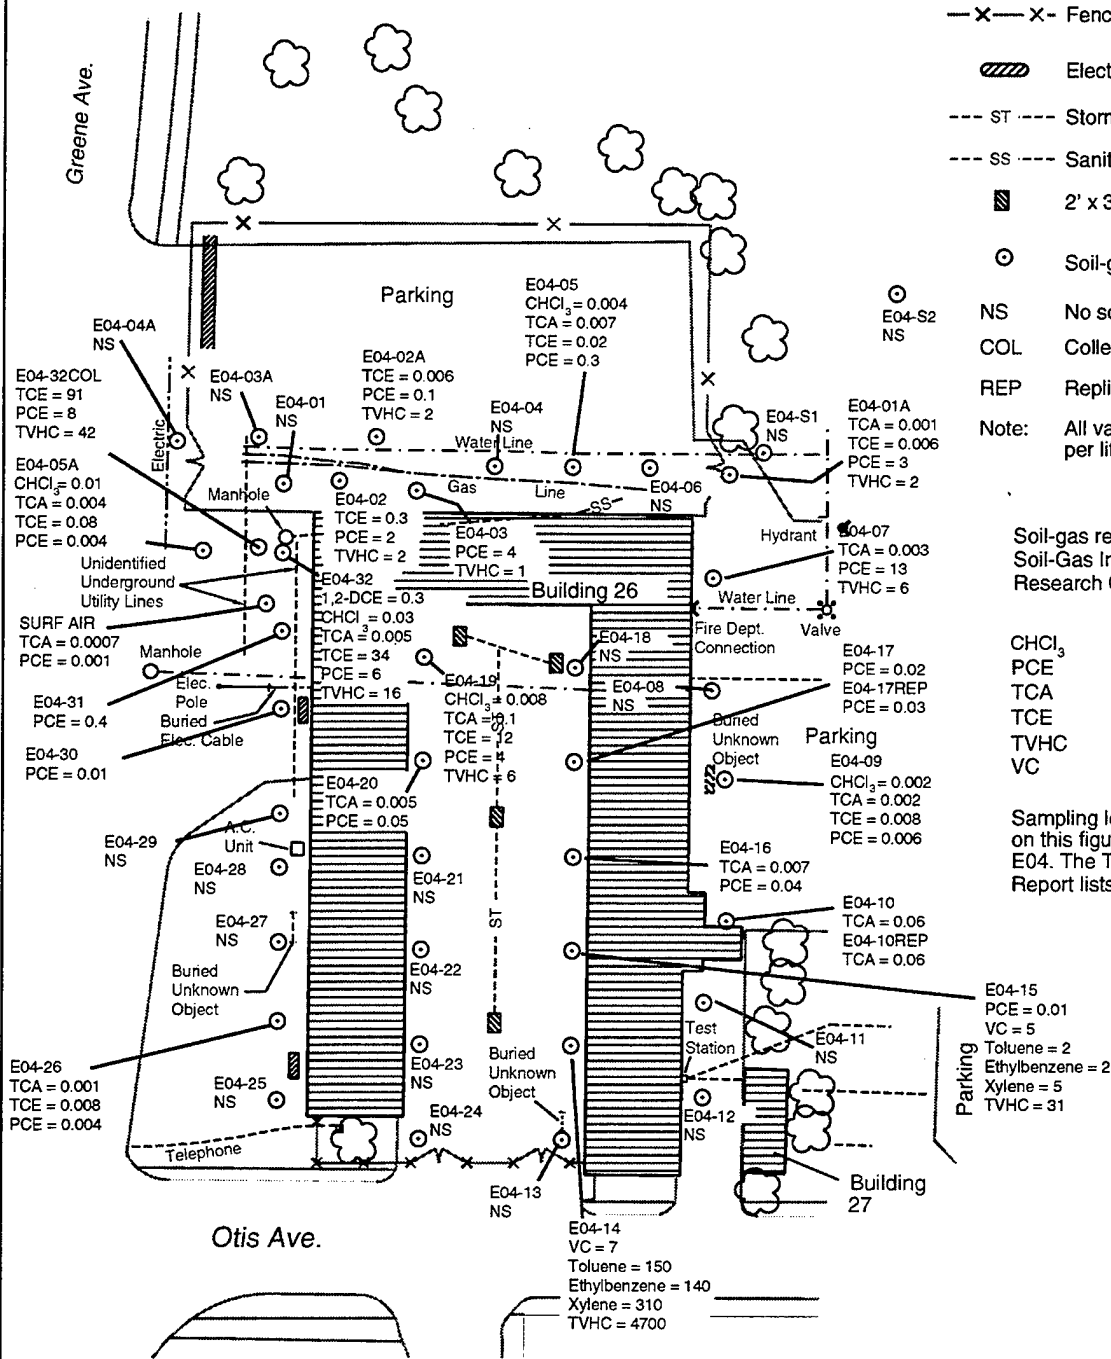 Greene Ave.
Fenc
Elect
ST Storm
SS Sanit
2' x 3
Soil-g
NS No so
COL Colle
REP Repli
Note: All va
per lit
Parking
E04-05
CHCl3= 0.004
TCA = 0.007
TCE = 0.02
PCE = 0.3
E04-S2
NS
E04-04A
NS
E04-32COL
TCE = 91
PCE = 8
TVHC = 42
E04-03A
NS
E04-01
NS
E04-02A
TCE = 0.006
PCE = 0.1
TVHC = 2
E04-04
NS
Water Line
E04-S1
NS
E04-01A
TCA = 0.001
TCE = 0.006
PCE = 3
TVHC = 2
Electric
E04-05A
CHCl3= 0.01
TCA = 0.004
TCE = 0.08
PCE = 0.004
Manhole
E04-02
TCE = 0.3
PCE = 2
TVHC = 2
Gas Line
SS
E04-06
NS
E04-03
PCE = 4
TVHC = 1
Hydrant
E04-07
TCA = 0.003
PCE = 13
TVHC = 6
Soil-gas re
Soil-Gas In
Research
Unidentified
Underground
Utility Lines
E04-32
1,2-DCE = 0.3
CHCl3 = 0.03
TCA = 0.005
TCE = 34
PCE = 6
TVHC = 16
Building 26
Water Line
Fire Dept.
Connection
Valve
SURF AIR
TCA = 0.0007
PCE = 0.001
Manhole
E04-18
NS
E04-17
PCE = 0.02
E04-17REP
PCE = 0.03
CHCl3
PCE
TCA
TCE
TVHC
VC
E04-31
PCE = 0.4
Elec.
Pole
Buried
Elec. Cable
E04-19
CHCl3= 0.008
TCA = 0.1
TCE = 12
PCE = 4
TVHC = 6
ST
E04-08
NS
Buried
Unknown
Object
Parking
E04-30
PCE = 0.01
E04-20
TCA = 0.005
PCE = 0.05
E04-09
CHCl3= 0.002
TCA = 0.002
TCE = 0.008
PCE = 0.006
Sampling l
on this figu
E04. The T
Report lists
E04-29
NS
A.C.
Unit
E04-28
NS
E04-21
NS
E04-16
TCA = 0.007
PCE = 0.04
E04-27
NS
ST
E04-10
TCA = 0.06
E04-10REP
TCA = 0.06
Buried
Unknown
Object
E04-22
NS
E04-15
PCE = 0.01
VC = 5
Toluene = 2
Ethylbenzene = 2
Xylene = 5
TVHC = 31
Test
Station
E04-11
NS
Parking
E04-26
TCA = 0.001
TCE = 0.008
PCE = 0.004
E04-25
NS
E04-23
NS
Buried
Unknown
Object
E04-12
NS
E04-24
NS
Telephone
E04-13
NS
Building
27
Otis Ave.
E04-14
VC = 7
Toluene = 150
Ethylbenzene = 140
Xylene = 310
TVHC = 4700